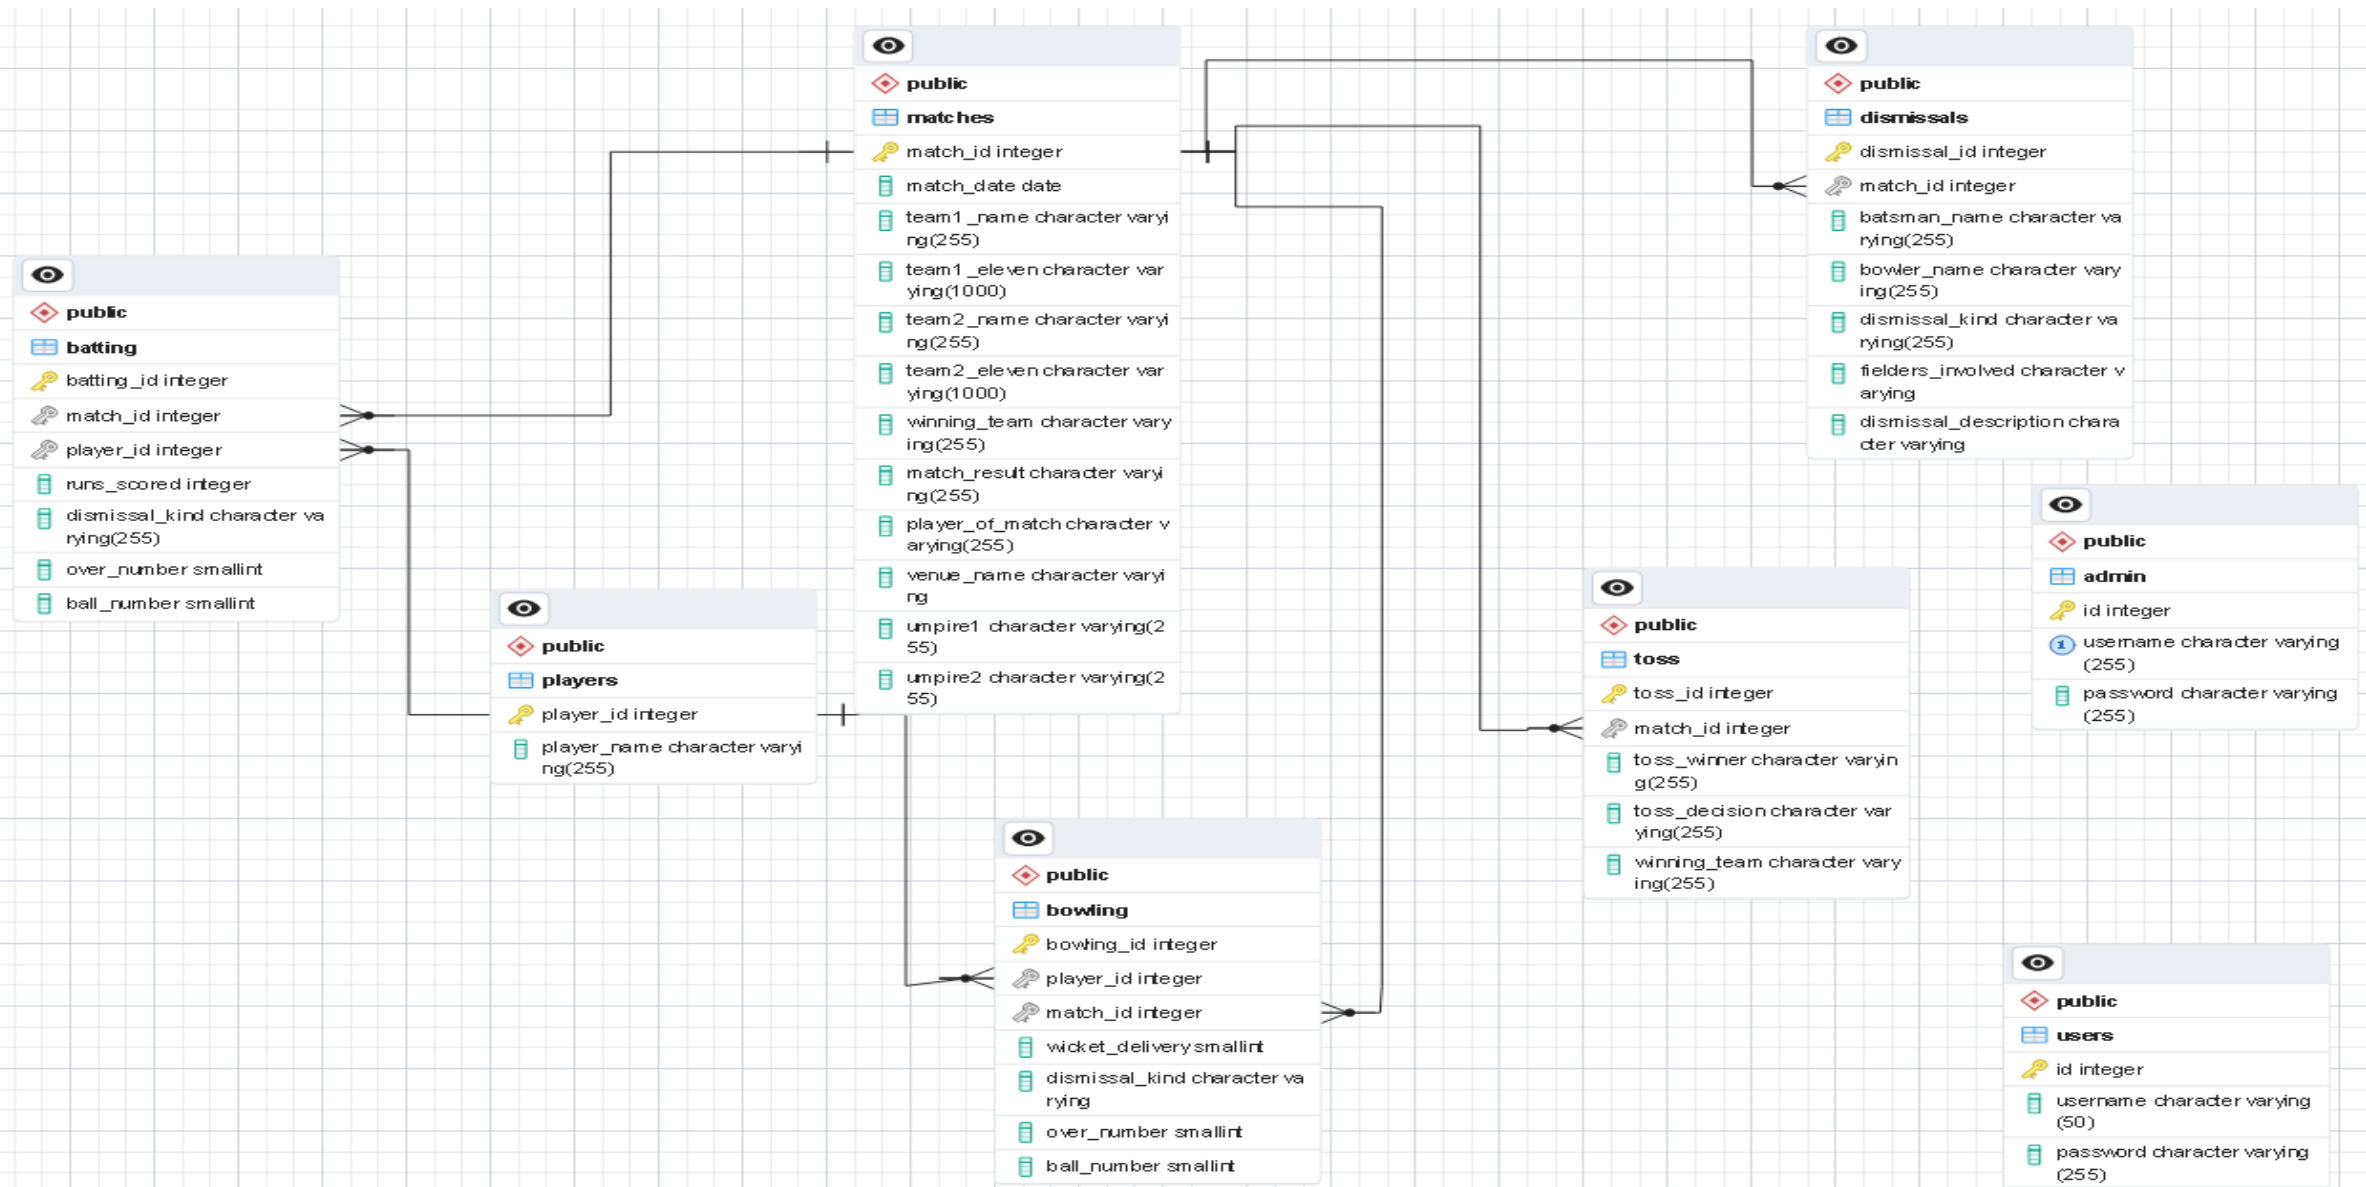 public
matches
match_id integer
match_date date
team1_name character varyi
ng(255)
team1_eleven character var
ying(1000)
team2_name character varyi
ng(255)
team2_eleven character var
ying(1000)
winning_team character vary
ing(255)
match_result character varyi
ng(255)
player_of_match character v
arying(255)
venue_name character varyi
ng
umpire1 character varying(2
55)
umpire2 character varying(2
55)
public
dismissals
dismissal_id integer
match_id integer
batsman_name character va
rying(255)
bowler_name character vary
ing(255)
dismissal_kind character va
rying(255)
fielders_involved character v
arying
dismissal_description chara
cter varying
public
batting
batting_id integer
match_id integer
player_id integer
runs_scored integer
dismissal_kind character va
rying(255)
over_number smallint
ball_number smallint
public
players
player_id integer
player_name character varyi
ng(255)
public
toss
toss_id integer
match_id integer
toss_winner character varyin
g(255)
toss_decision character var
ying(255)
winning_team character vary
ing(255)
public
admin
id integer
1 username character varying
(255)
password character varying
(255)
public
bowling
bowling_id integer
player_id integer
match_id integer
wicket_delivery smallint
dismissal_kind character va
rying
over_number smallint
ball_number smallint
public
users
id integer
username character varying
(50)
password character varying
(255)